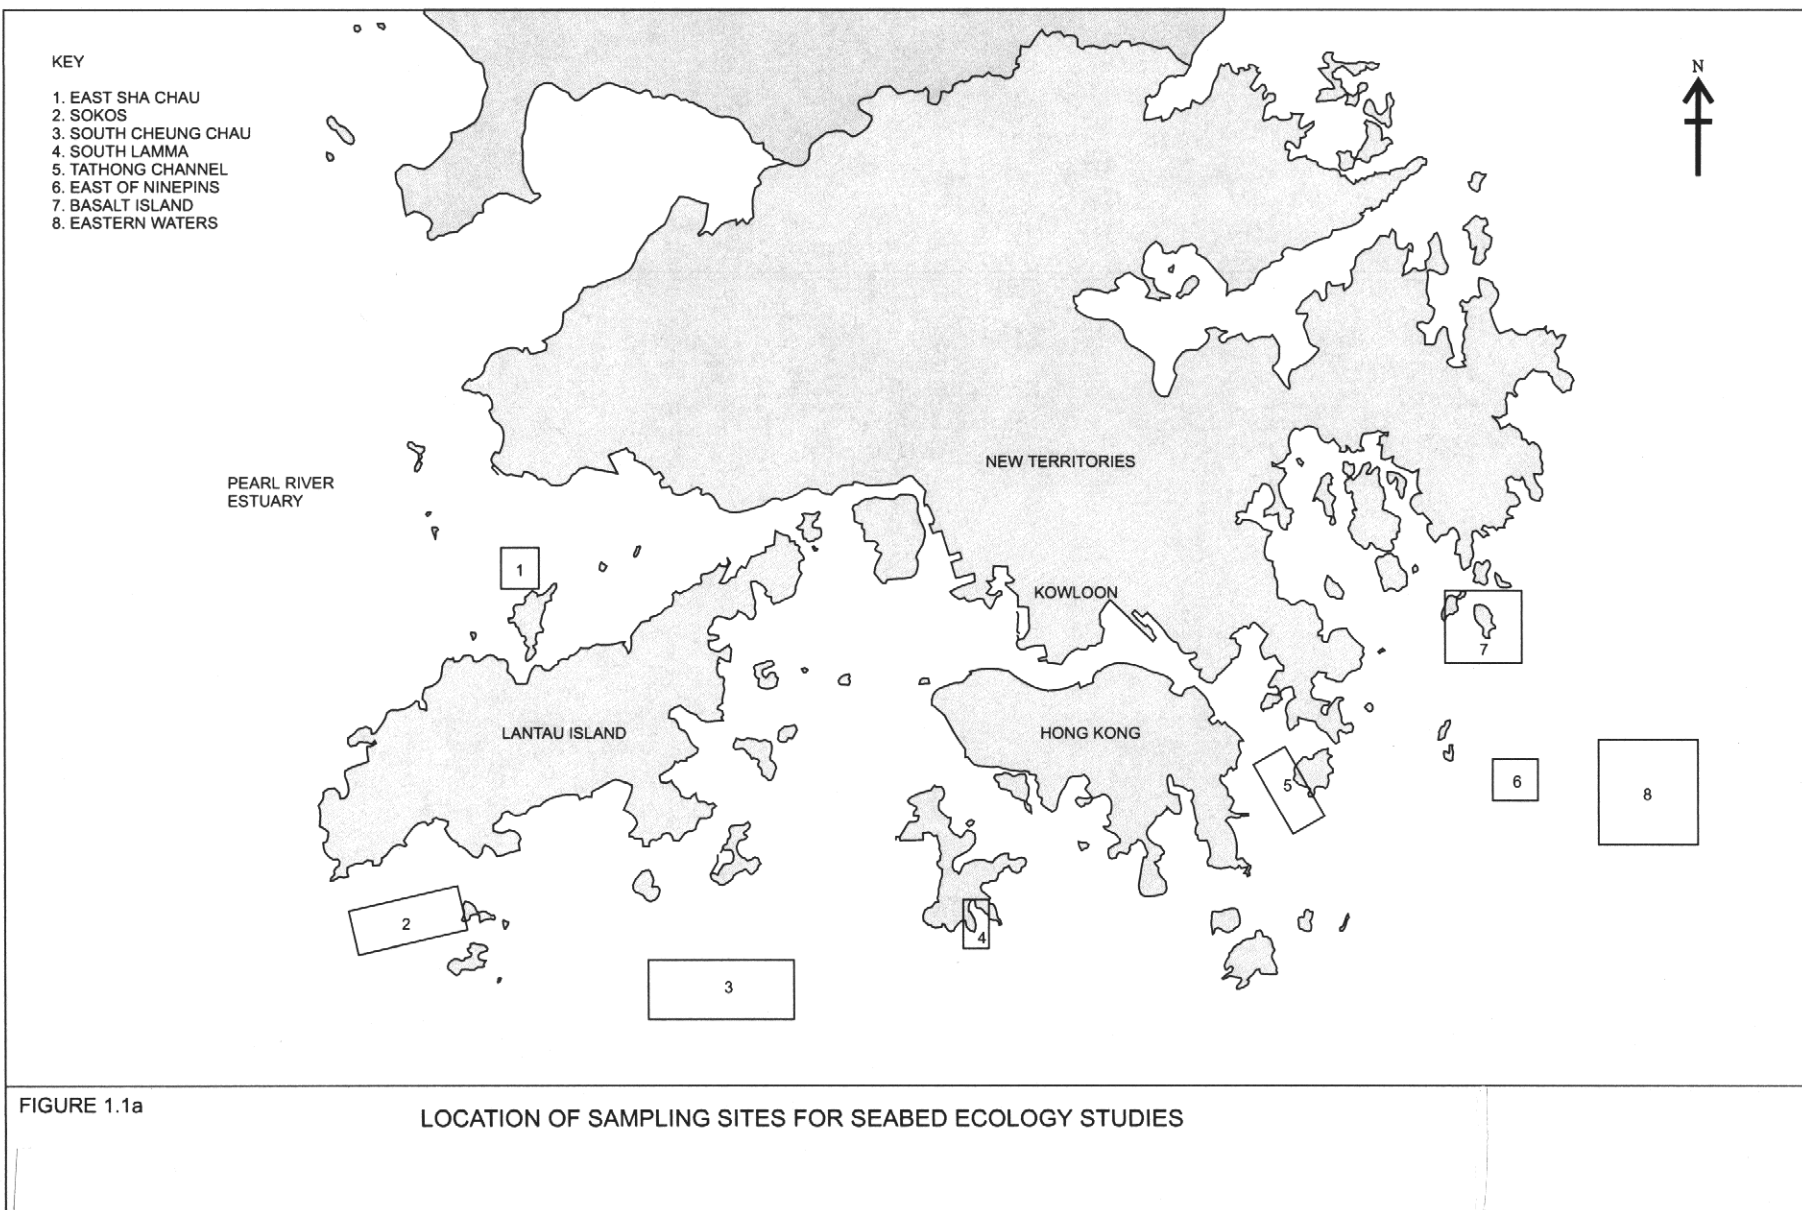 KEY
1. EAST SHA CHAU
2. SOKOS
3. SOUTH CHEUNG CHAU
4. SOUTH LAMMA
5. TATHONG CHANNEL
6. EAST OF NINEPINS
7. BASALT ISLAND
8. EASTERN WATERS
N
NEW TERRITORIES
PEARL RIVER
ESTUARY
1
KOWLOON
7
LANTAU ISLAND
HONG KONG
5
6
8
2
4
3
FIGURE 1.1a
LOCATION OF SAMPLING SITES FOR SEABED ECOLOGY STUDIES